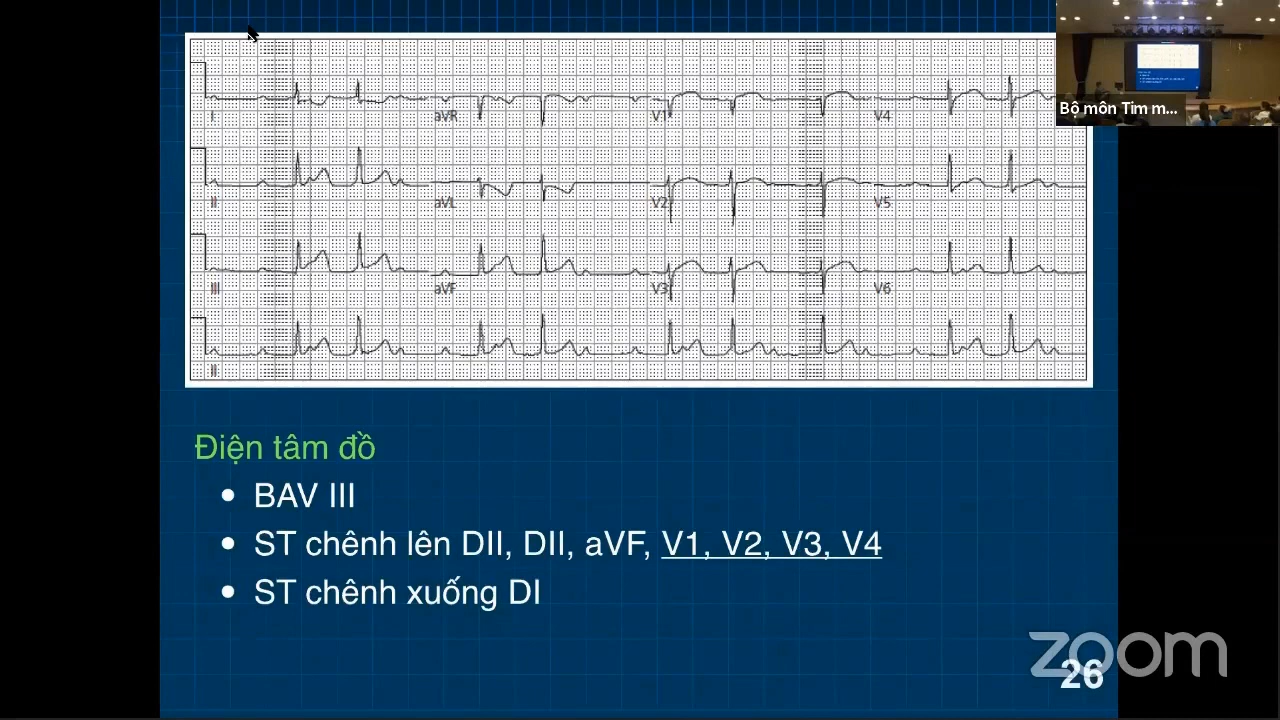 I
aVR
V1
V4
II
aVL
V2
V5
III
aVF
V3
V6
II
Bộ môn Tim m...
Điện tâm đồ
• BAV III
• ST chênh lên DII, DII, aVF, V1, V2, V3, V4
• ST chênh xuống DI
zoom
26